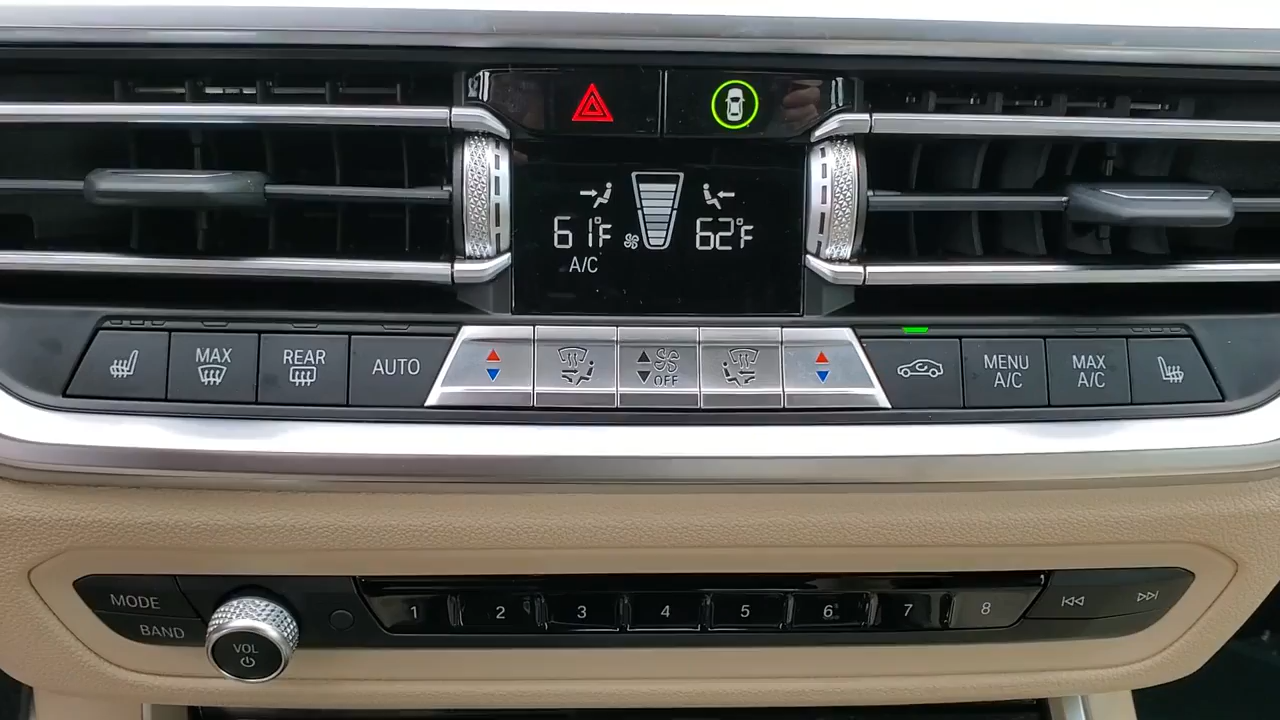 61°F
62°F
A/C
MAX
REAR
AUTO
OFF
MENU
A/C
MAX
A/C
MODE
BAND
VOL
1 2 3 4 5 6 7 8